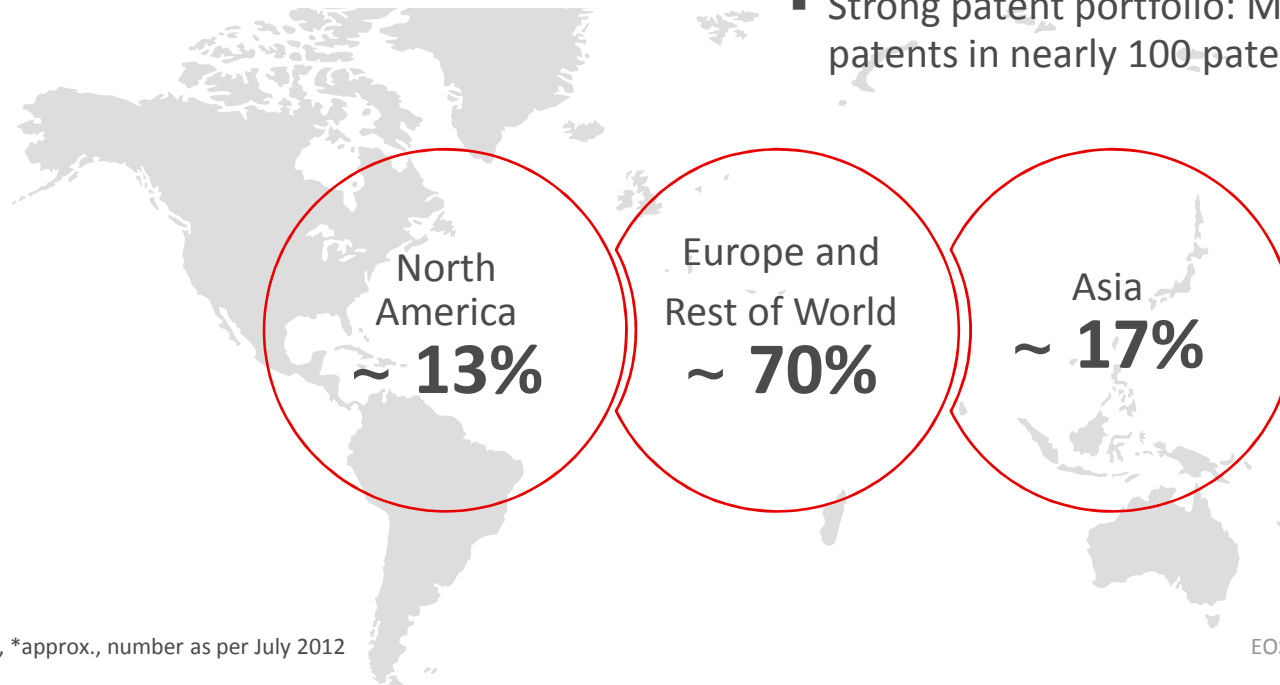 ▪ Strong patent portfolio: M
patents in nearly 100 pate
North
America
~ 13%
Europe and
Rest of World
~ 70%
Asia
~ 17%
, *approx., number as per July 2012
EOS